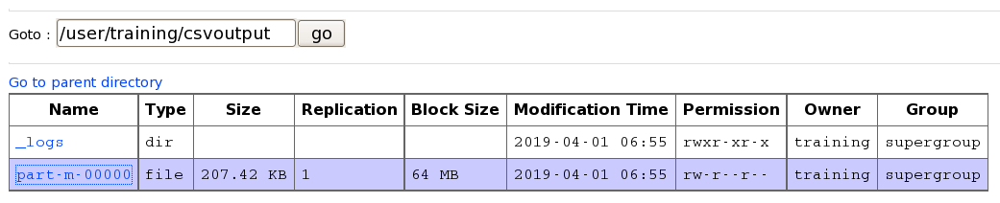 Goto : /user/training/csvoutput go
Go to parent directory
Name Type Size Replication Block Size Modification Time Permission Owner Group
_logs dir 2019-04-01 06:55 rwxr-xr-x training supergroup
part-m-00000 file 207.42 KB 1 64 MB 2019-04-01 06:55 rw-r--r-- training supergroup